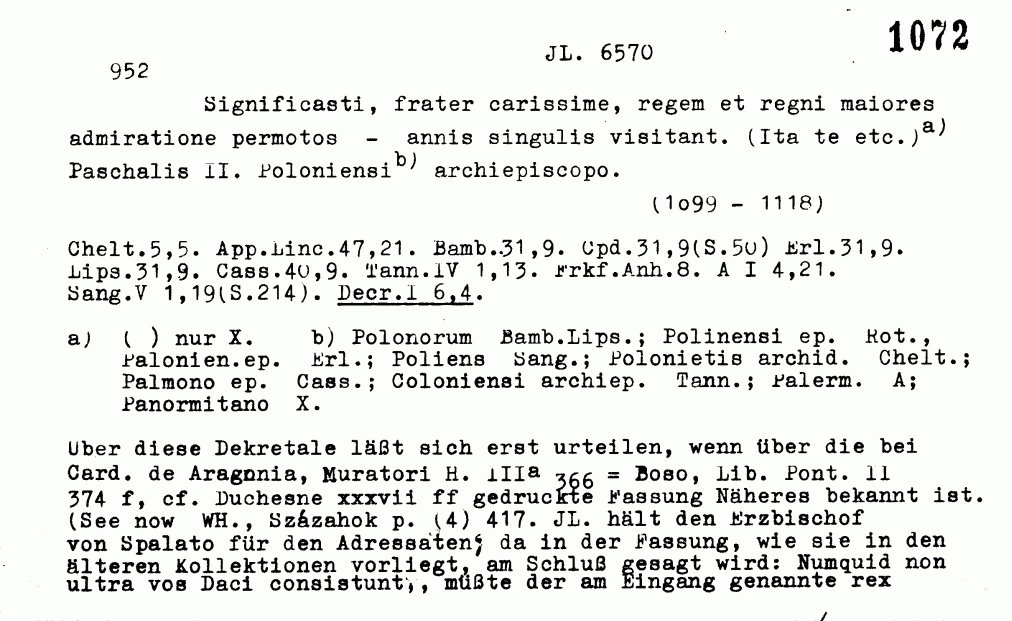 1072
JL. 6570
952
Significasti, frater carissime, regem et regni maiores
admiratione permotos - annis singulis visitant. (Ita te etc.)a)
Paschalis II. Poloniensib) archiepiscopo.
(1o99 - 1118)
Chelt.5,5. App.Linc.47,21. Bamb.31,9. Cpd.31,9(S.50) Erl.31,9.
Lips.31,9. Cass.40,9. Tann.IV 1,13. Frkf.Anh.8. A I 4,21.
Sang.V 1,19(S.214). Decr.I 6,4.
a) ( ) nur X. b) Polonorum Bamb.Lips.; Polinensi ep. Rot.,
Palonien.ep. Erl.; Poliens Sang.; Polonietis archid. Chelt.;
Palmono ep. Cass.; Coloniensi archiep. Tann.; Palerm. A;
Panormitano X.
Uber diese Dekretale läßt sich erst urteilen, wenn über die bei
Card. de Aragonia, Muratori H. IIIa 366 = Boso, Lib. Pont. II
374 f, cf. Duchesne xxxvii ff gedruckte Fassung Näheres bekannt ist.
(See now WH., Százahok p. (4) 417. JL. hält den Erzbischof
von Spalato für den Adressaten; da in der Fassung, wie sie in den
älteren Kollektionen vorliegt, am Schluß gesagt wird: Numquid non
ultra vos Daci consistunt,, müßte der am Eingang genannte rex